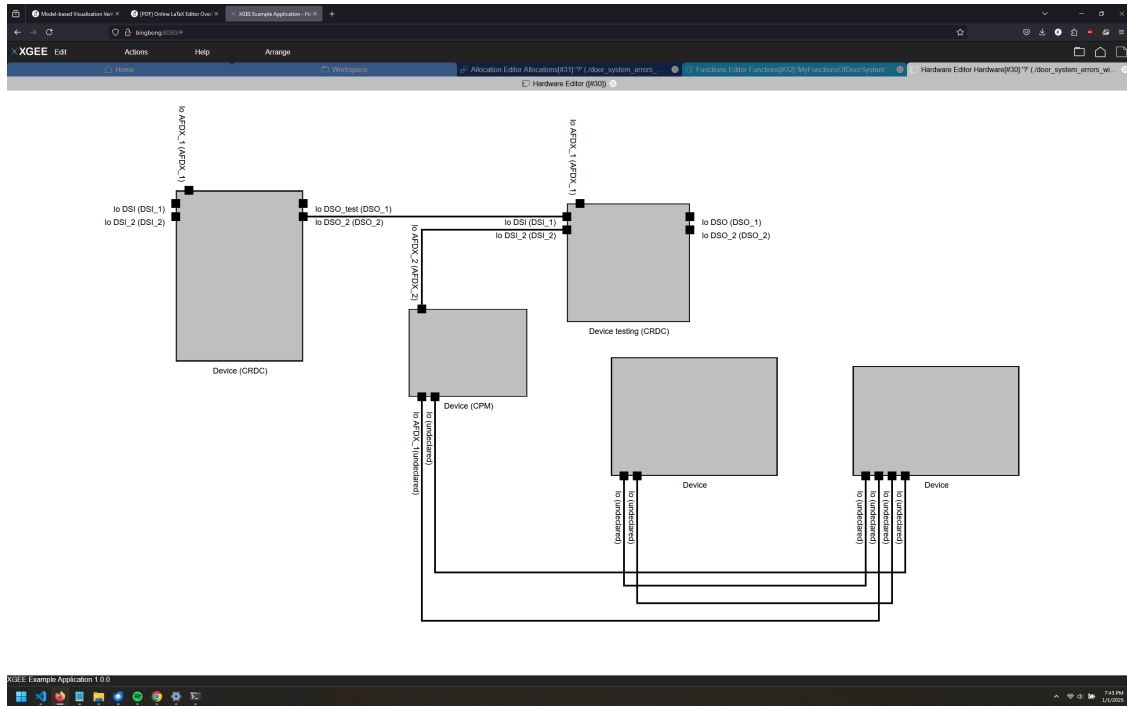 Model-based Visualization Veri ×
(PDF) Online LaTeX Editor Over ×
XGEE Example Application - Ha ×
bingbong:8080/#
XGEE Edit Actions Help Arrange
Home
Workspace
Allocation Editor Allocations[#31] '?' (./door_system_errors_...
Functions Editor Functions[#32] 'MyFunctionsOfDoorSystem'
Hardware Editor Hardware[#30] '?' (./door_system_errors_wi...
Hardware Editor ([#30])
Io AFDX_1 (AFDX_1)
Io DSI (DSI_1)
Io DSI_2 (DSI_2)
Io DSO_test (DSO_1)
Io DSO_2 (DSO_2)
Device (CRDC)
Io AFDX_1 (AFDX_1)
Io DSI (DSI_1)
Io DSI_2 (DSI_2)
Io DSO (DSO_1)
Io DSO_2 (DSO_2)
Device testing (CRDC)
Io AFDX_2 (AFDX_2)
Device (CPM)
Io AFDX_1(undeclared)
Io (undeclared)
Device
Io (undeclared)
Io (undeclared)
Device
Io (undeclared)
Io (undeclared)
Io (undeclared)
Io (undeclared)
XGEE Example Application 1.0.0
7:43 PM
1/1/2025